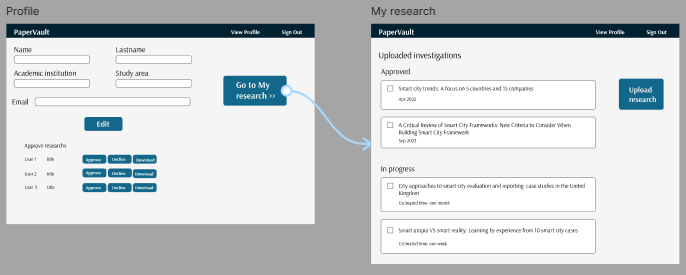 Profile
PaperVault
View Profile
Sign Out
Name
Lastname
Academic institution
Study area
Email
Go to My
research >>
Edit
Approve researchs
User 1 title Approve Decline Download
User 2 title Approve Decline Download
User 3 title Approve Decline Download
My research
PaperVault
View Profile
Sign Out
Uploaded investigations
Approved
Smart city trends: A focus on 5 countries and 15 companies
Apr 2022
A Critical Review of Smart City Frameworks: New Criteria to Consider When
Building Smart City Framework
Sep 2021
Upload
research
In progress
City approaches to smart city evaluation and reporting: case studies in the United
Kingdom
Estimated time: one month
Smart utopia VS smart reality: Learning by experience from 10 smart city cases
Estimated time: one week